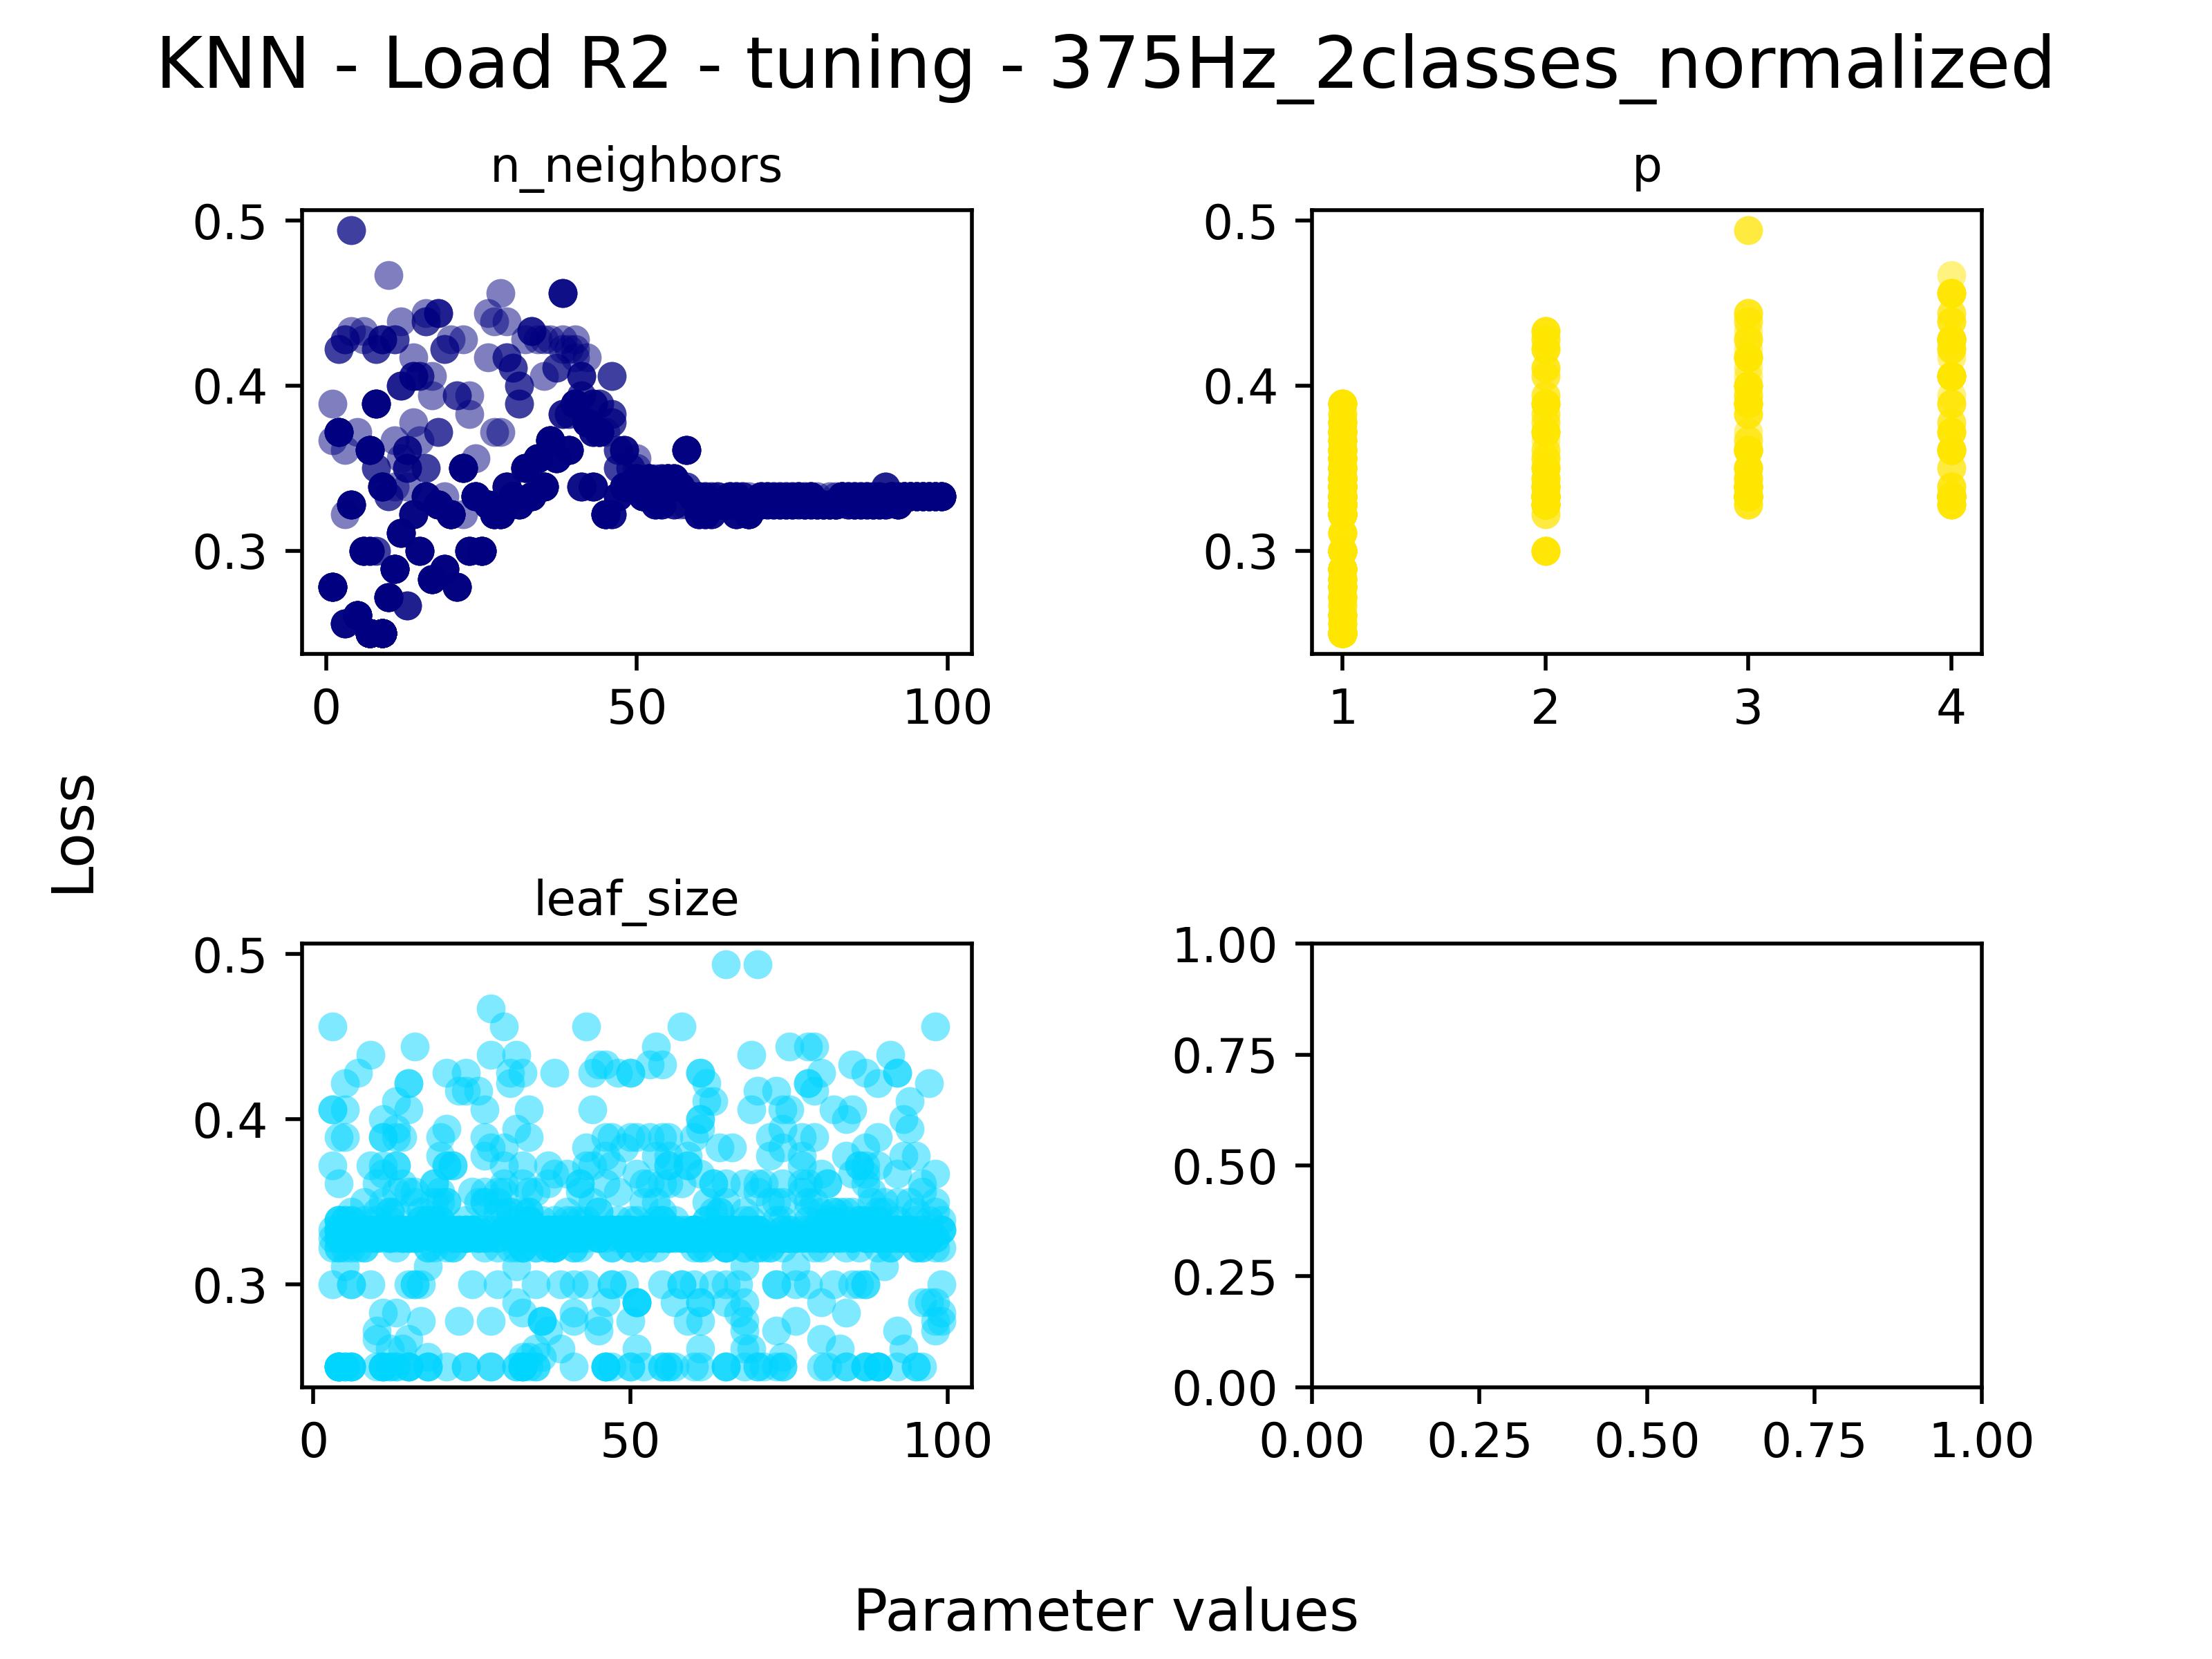 KNN - Load R2 - tuning - 375Hz_2classes_normalized
n_neighbors
0.5
0.4
0.3
0 50 100
p
0.5
0.4
0.3
1 2 3 4
Loss
leaf_size
0.5
0.4
0.3
0 50 100
1.00
0.75
0.50
0.25
0.00
0.00 0.25 0.50 0.75 1.00
Parameter values